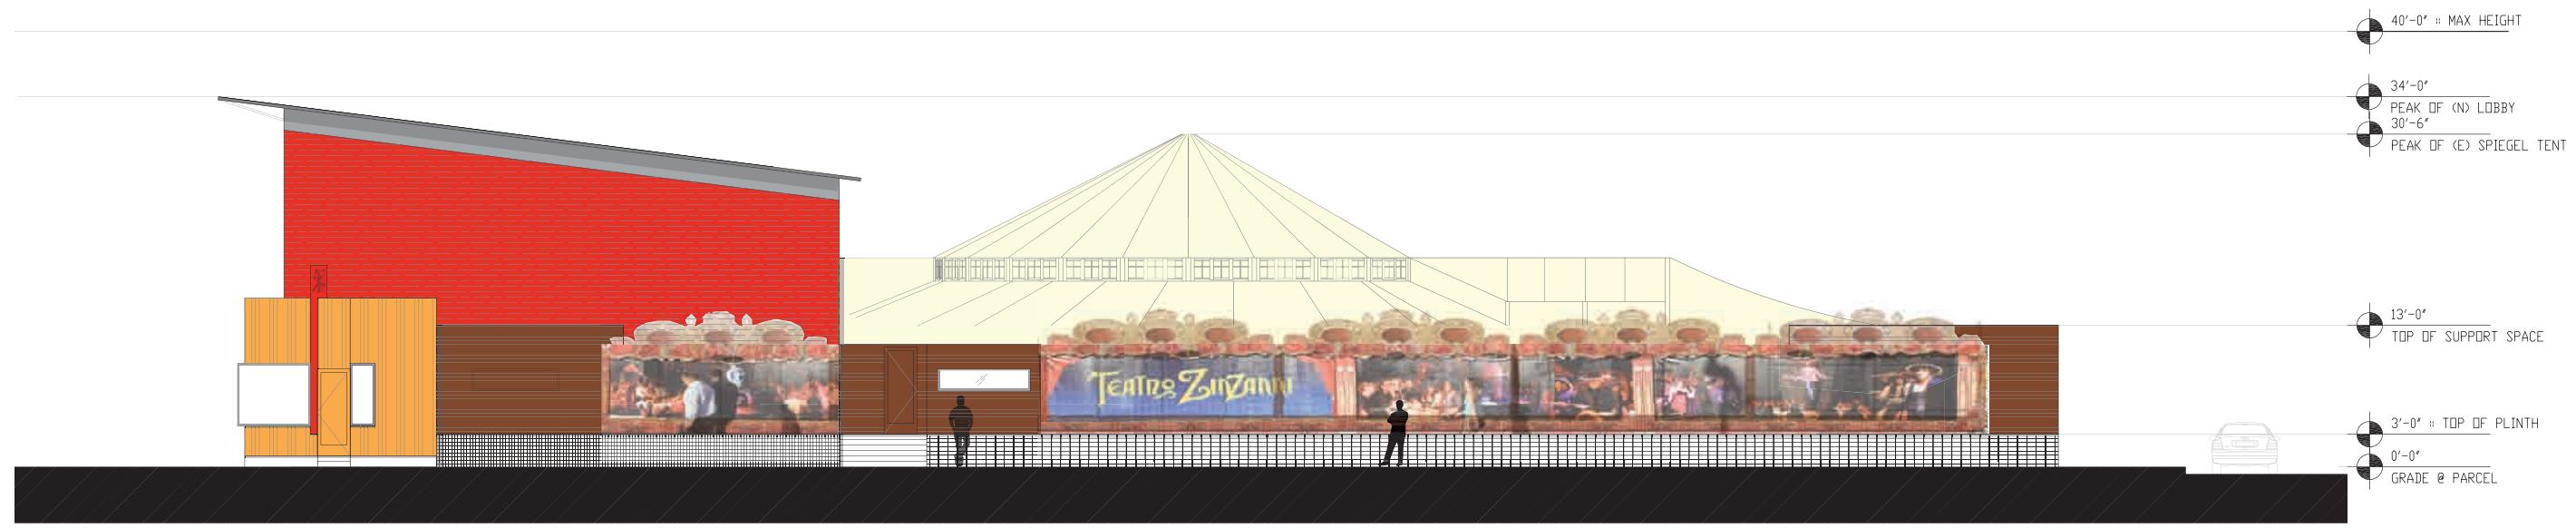 40'-0" :: MAX HEIGHT
34'-0"
PEAK OF (N) LOBBY
30'-6"
PEAK OF (E) SPIEGEL TENT
13'-0"
TOP OF SUPPORT SPACE
TEATRO ZINZANNI
3'-0" :: TOP OF PLINTH
0'-0"
GRADE @ PARCEL